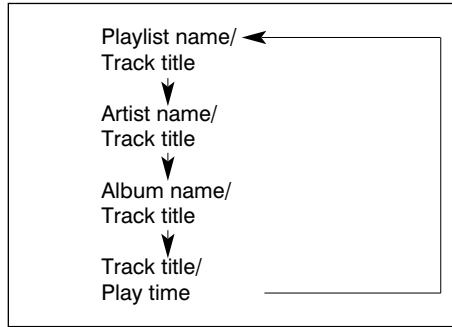 Playlist name/
Track title
Artist name/
Track title
Album name/
Track title
Track title/
Play time